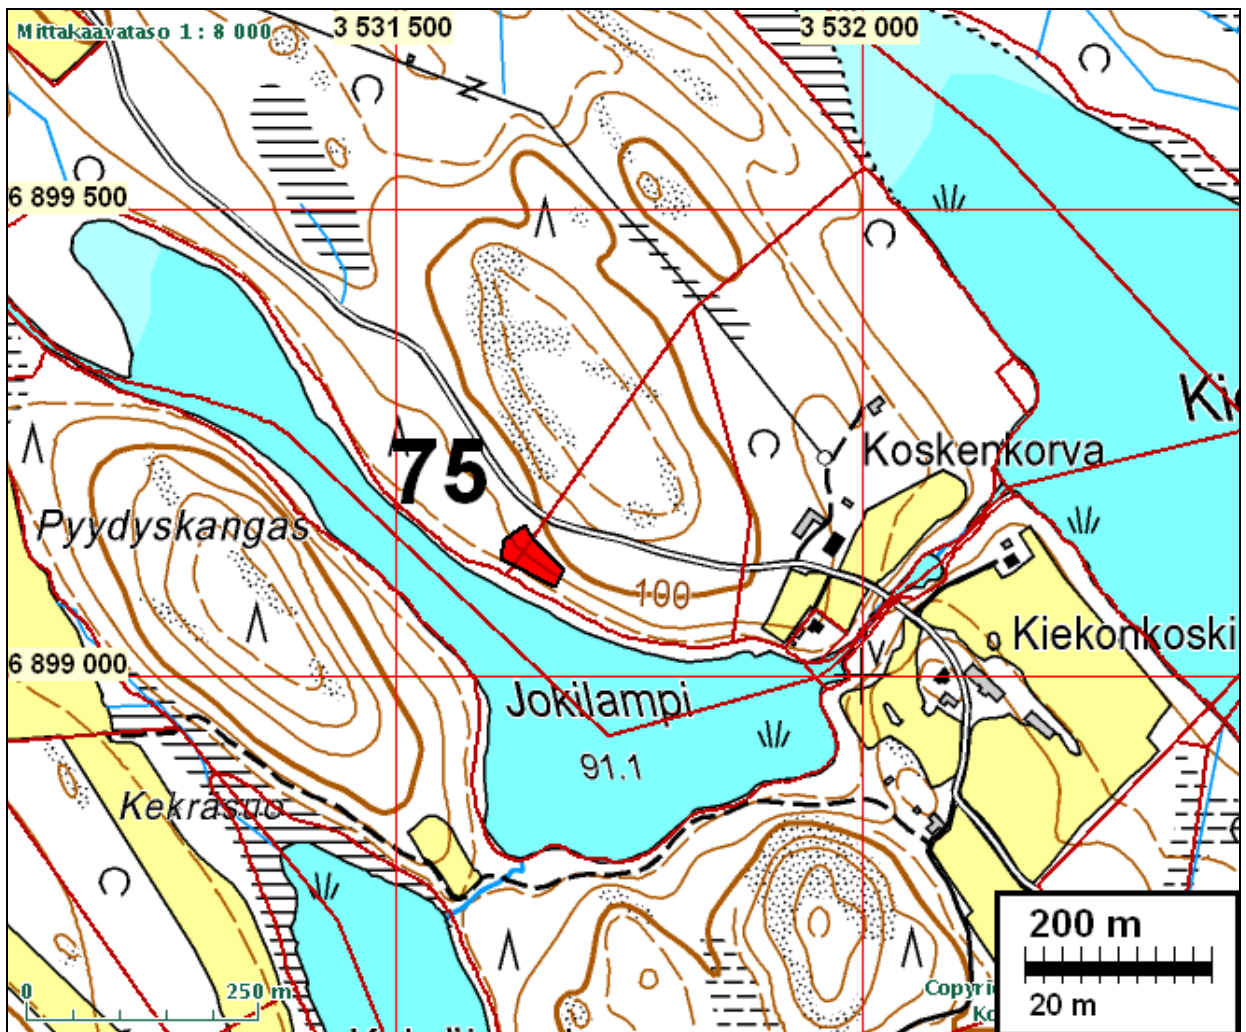 Mittakaavataso 1 : 8 000
3 531 500
3 532 000
6 899 500
75
Koskenkorva
Pyydyskangas
100
Kiekonkoski
6 899 000
Jokilampi
91.1
Kekrasuo
200 m
20 m
0
250 m